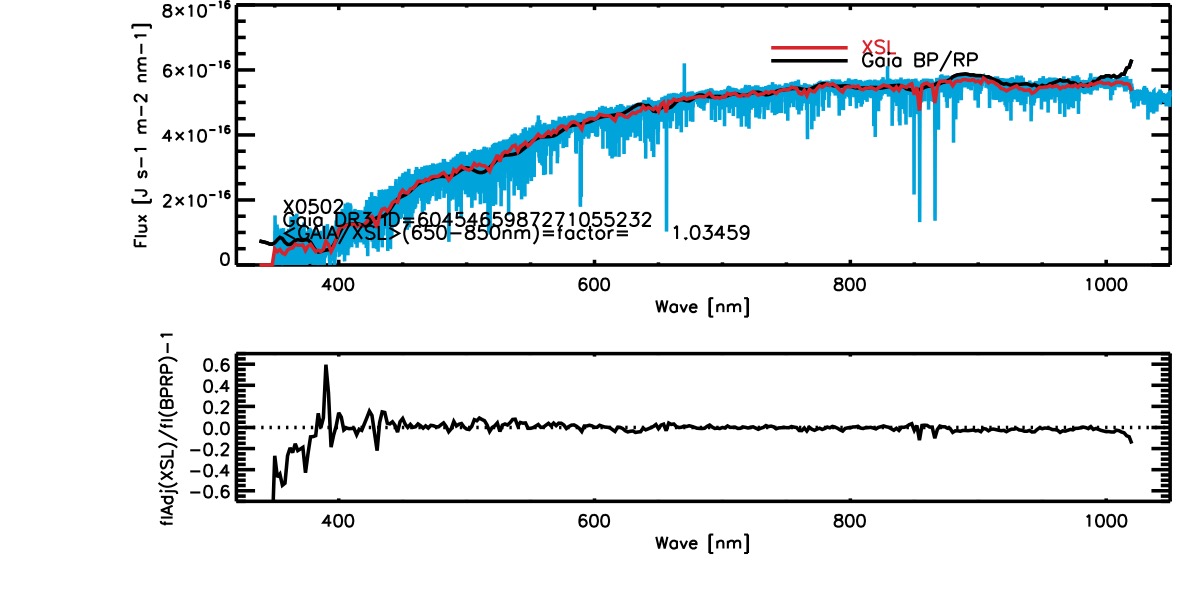 8×10⁻¹⁶
6×10⁻¹⁶
4×10⁻¹⁶
2×10⁻¹⁶
0
Flux [J s−1 m−2 nm−1]
XSL
Gaia BP/RP
X0502
Gaia DR3 ID=6045465987271055232
<GAIA/XSL>(650−850nm)=factor= 1.03459
400 600 800 1000
Wave [nm]
flAdj(XSL)/fl(BPRP)−1
0.6
0.4
0.2
0.0
−0.2
−0.4
−0.6
400 600 800 1000
Wave [nm]